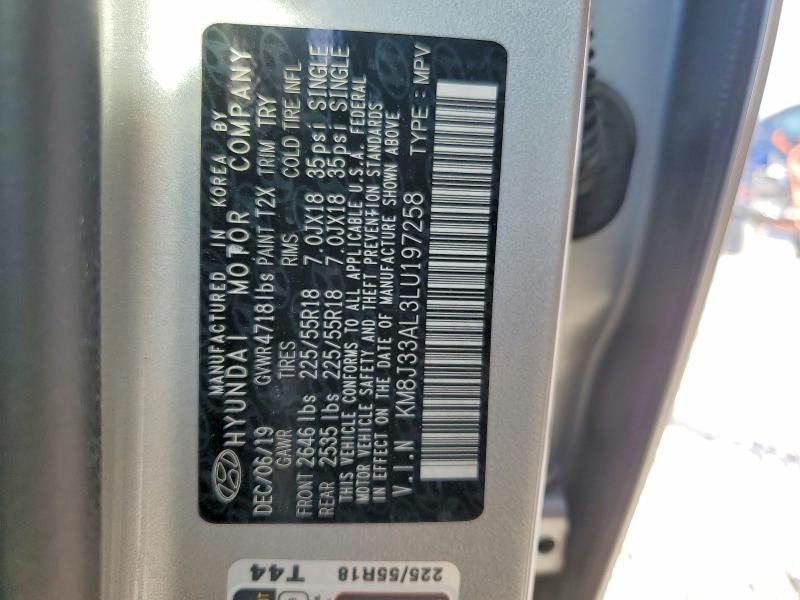 MANUFACTURED IN KOREA BY
HYUNDAI MOTOR COMPANY
DEC/06/19 GVWR4718lbs PAINT T2X TRIM TRY
GAWR TIRES RIMS COLD TIRE INFL
FRONT 2646 lbs 225/55R18 7.0JX18 35psi SINGLE
REAR 2535 lbs 225/55R18 7.0JX18 35psi SINGLE
THIS VEHICLE CONFORMS TO ALL APPLICABLE U.S.A. FEDERAL
MOTOR VEHICLE SAFETY AND THEFT PREVENTION STANDARDS
IN EFFECT ON THE DATE OF MANUFACTURE SHOWN ABOVE.
V.I.N KM8J33AL3LU197258 TYPE : MPV
225/55R18
T44